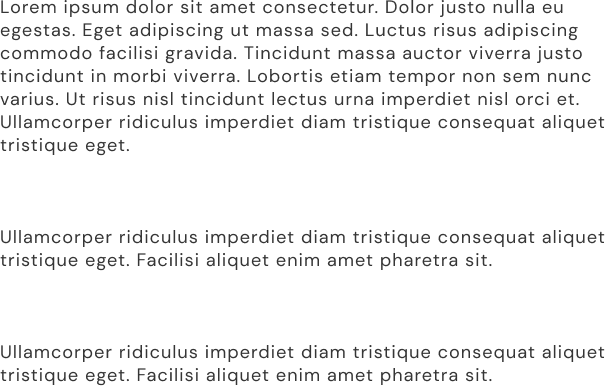 Lorem ipsum dolor sit amet consectetur. Dolor justo nulla eu
egestas. Eget adipiscing ut massa sed. Luctus risus adipiscing
commodo facilisi gravida. Tincidunt massa auctor viverra justo
tincidunt in morbi viverra. Lobortis etiam tempor non sem nunc
varius. Ut risus nisl tincidunt lectus urna imperdiet nisl orci et.
Ullamcorper ridiculus imperdiet diam tristique consequat aliquet
tristique eget.
Ullamcorper ridiculus imperdiet diam tristique consequat aliquet
tristique eget. Facilisi aliquet enim amet pharetra sit.
Ullamcorper ridiculus imperdiet diam tristique consequat aliquet
tristique eget. Facilisi aliquet enim amet pharetra sit.